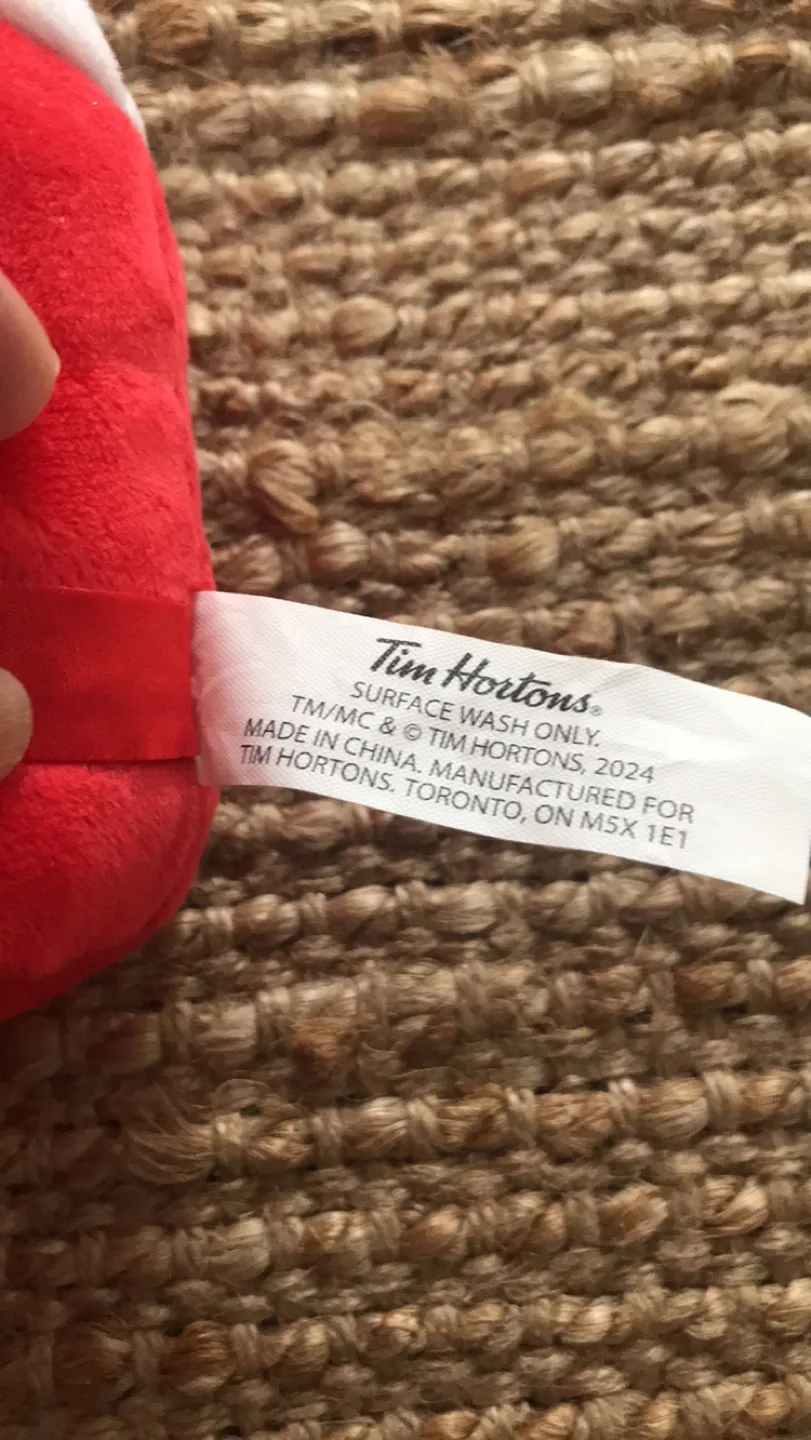 Tim Hortons®
SURFACE WASH ONLY.
TM/MC & © TIM HORTONS, 2024
MADE IN CHINA. MANUFACTURED FOR
TIM HORTONS. TORONTO, ON M5X 1E1